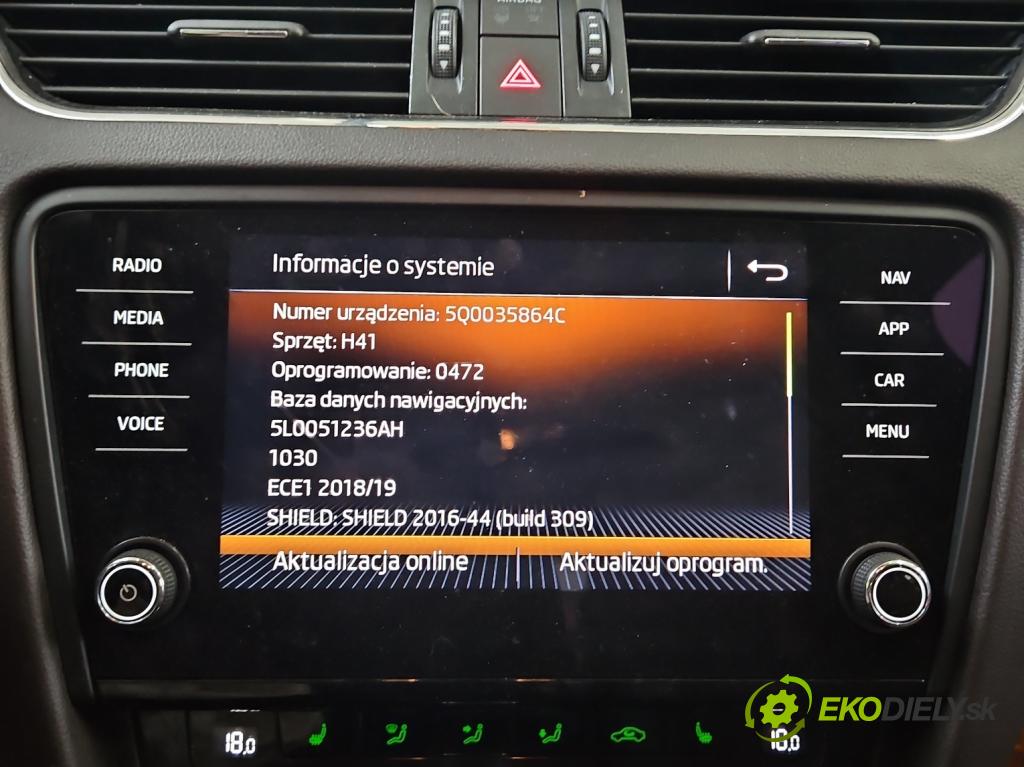 AIRBAG
RADIO
MEDIA
PHONE
VOICE
Informacje o systemie
Numer urządzenia: 5Q0035864C
Sprzęt: H41
Oprogramowanie: 0472
Baza danych nawigacyjnych:
5L0051236AH
1030
ECE1 2018/19
SHIELD: SHIELD 2016-44 (build 309)
Aktualizacja online
Aktualizuj oprogram.
NAV
APP
CAR
MENU
18.0
18.0
EKODIELY.sk